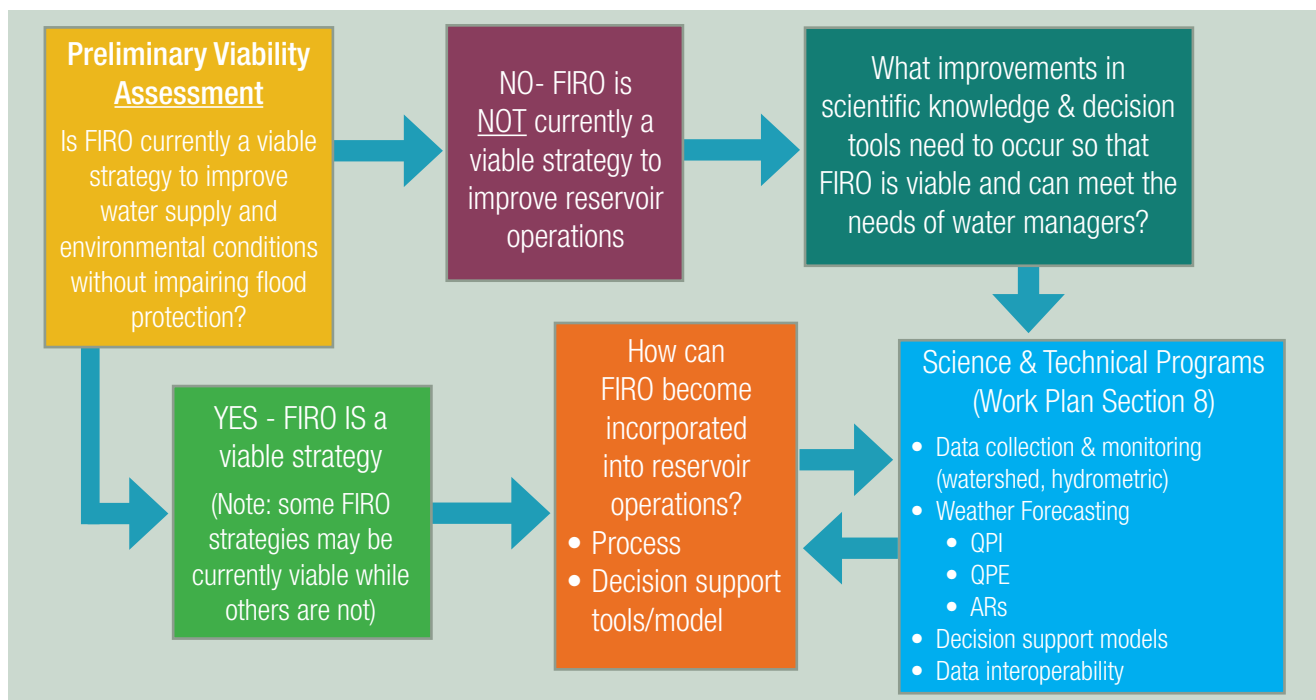 Preliminary Viability
Assessment
Is FIRO currently a viable
strategy to improve
water supply and
environmental conditions
without impairing flood
protection?
NO- FIRO is
NOT currently a
viable strategy to
improve reservoir
operations
What improvements in
scientific knowledge & decision
tools need to occur so that
FIRO is viable and can meet the
needs of water managers?
YES - FIRO IS a
viable strategy
(Note: some FIRO
strategies may be
currently viable while
others are not)
How can
FIRO become
incorporated
into reservoir
operations?
• Process
• Decision support
tools/model
Science & Technical Programs
(Work Plan Section 8)
• Data collection & monitoring
(watershed, hydrometric)
• Weather Forecasting
• QPI
• QPE
• ARs
• Decision support models
• Data interoperability